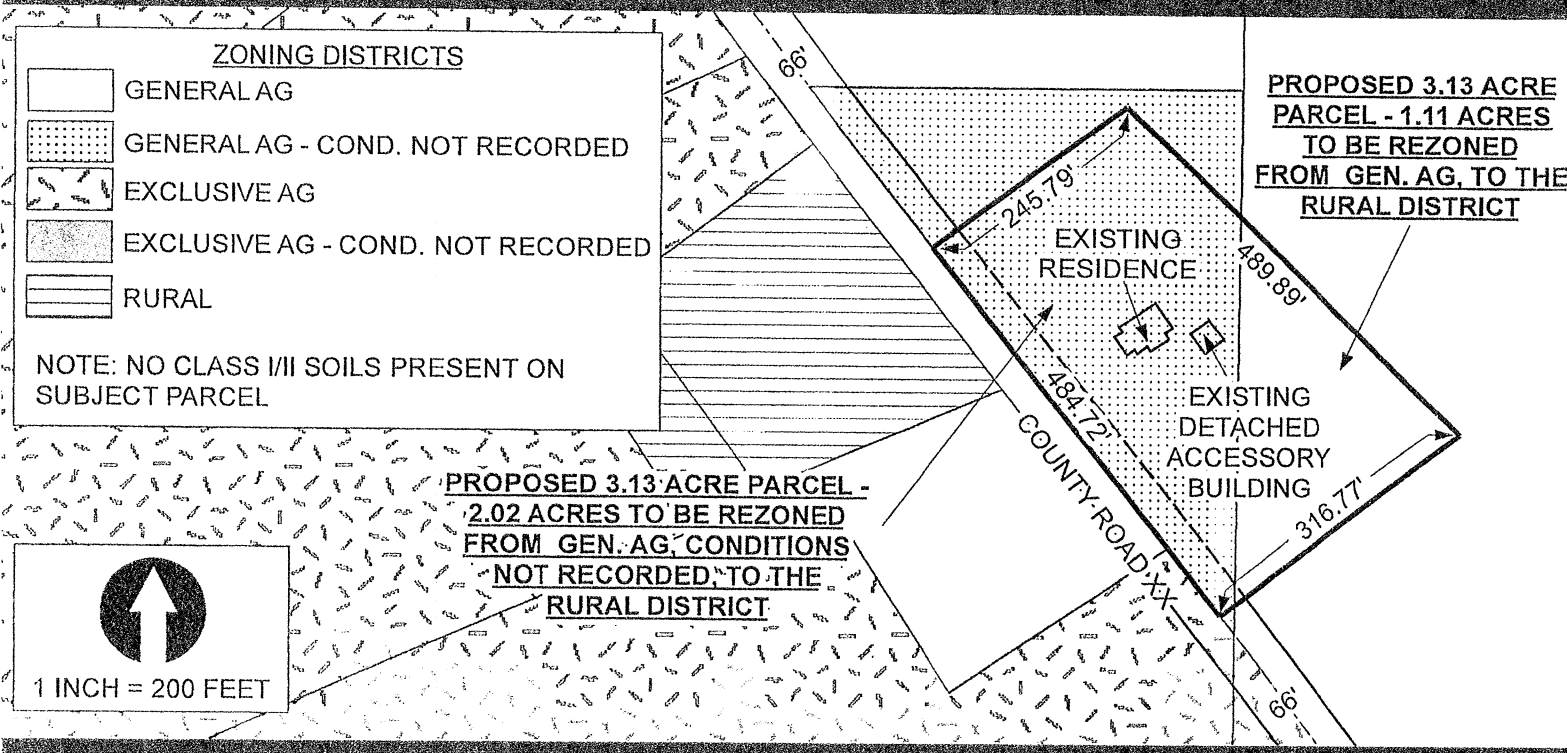 ZONING DISTRICTS
GENERAL AG
GENERAL AG - COND. NOT RECORDED
EXCLUSIVE AG
EXCLUSIVE AG - COND. NOT RECORDED
RURAL
NOTE: NO CLASS I/II SOILS PRESENT ON
SUBJECT PARCEL
1 INCH = 200 FEET
66'
PROPOSED 3.13 ACRE
PARCEL - 1.11 ACRES
TO BE REZONED
FROM GEN. AG, TO THE
RURAL DISTRICT
245.79'
EXISTING
RESIDENCE
489.89'
484.72'
EXISTING
DETACHED
ACCESSORY
BUILDING
316.77'
COUNTY ROAD XX
PROPOSED 3.13 ACRE PARCEL -
2.02 ACRES TO BE REZONED
FROM GEN. AG, CONDITIONS
NOT RECORDED, TO THE
RURAL DISTRICT
66'